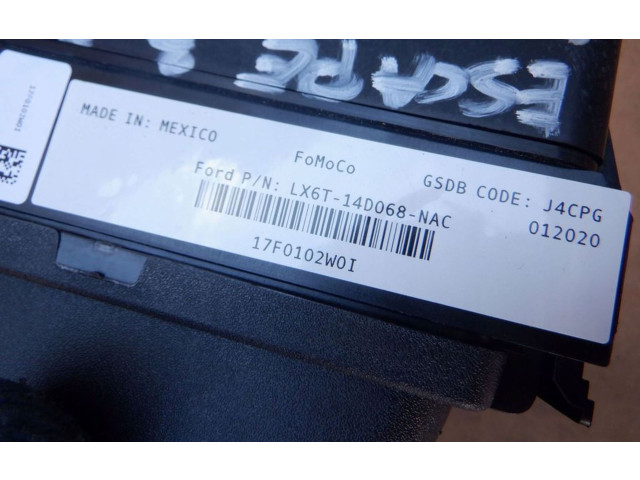 ESCAPE
MADE IN: MEXICO
FoMoCo
GSDB CODE: J4CPG
Ford P/N: LX6T-14D068-NAC
012020
17F0102W0I